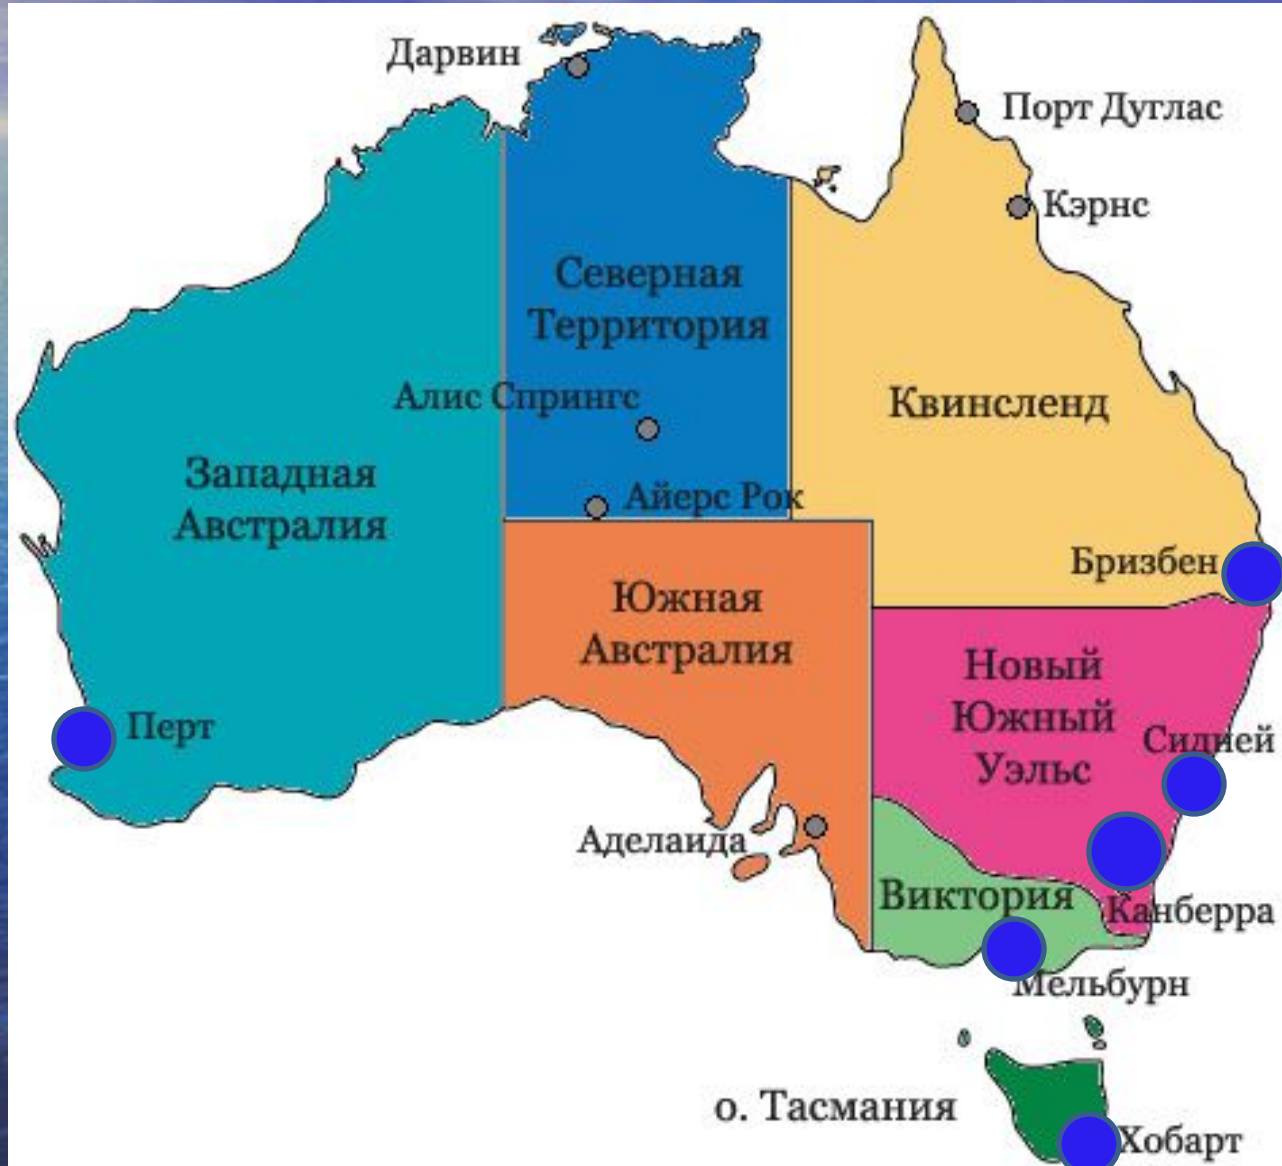 Дарвин
Порт Дуглас
Кэрнс
Северная
Территория
Алис Спрингс
Квинсленд
Западная
Австралия
Айерс Рок
Бризбен
Южная
Австралия
Новый
Южный
Уэльс
Перт
Сидней
Аделаида
Виктория
Канберра
Мельбурн
о. Тасмания
Хобарт